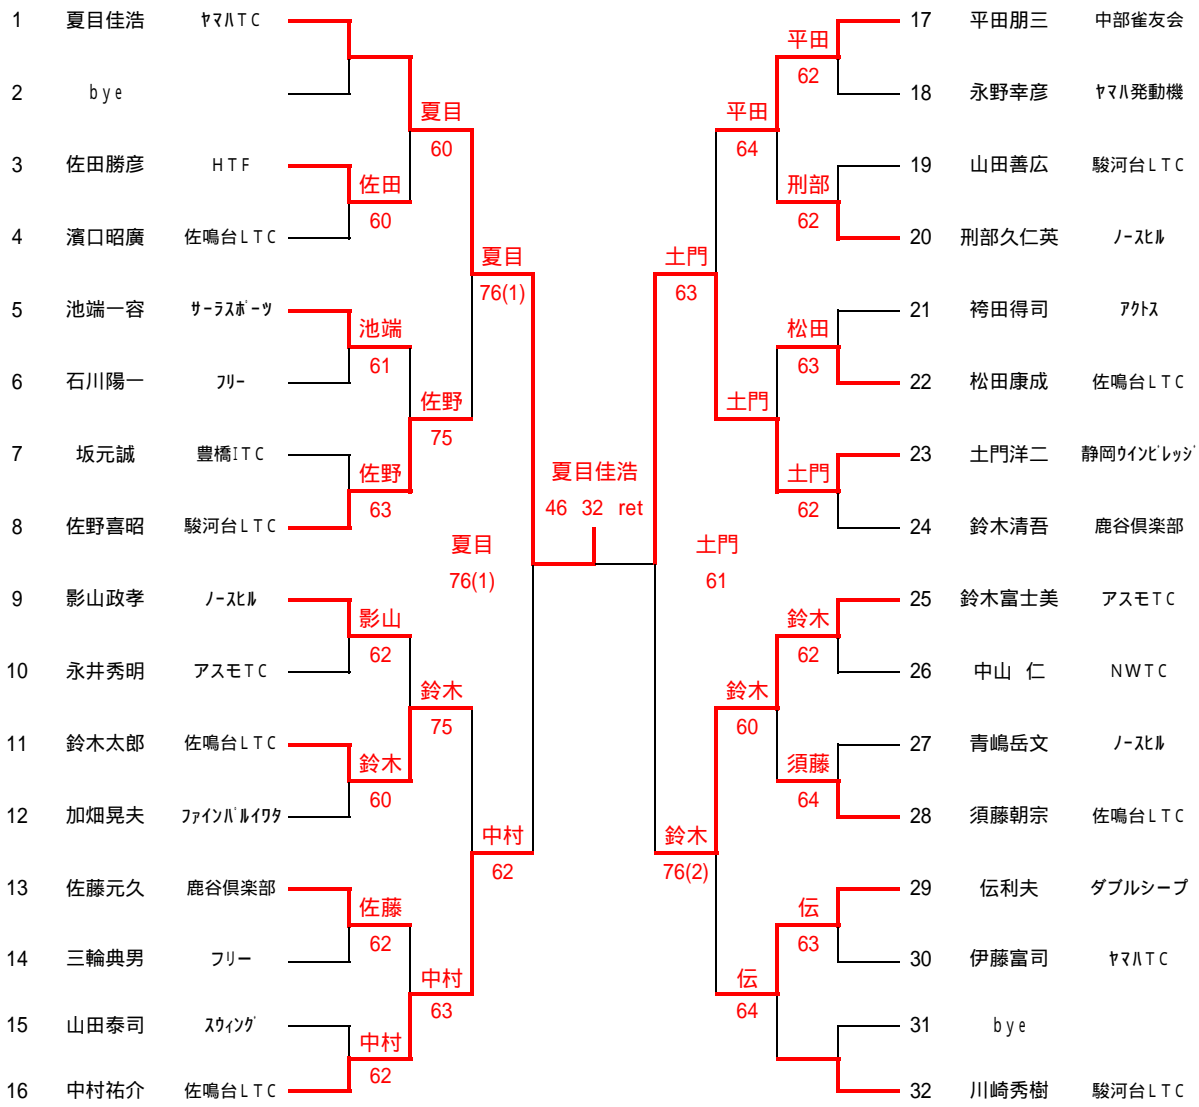 1 夏目佳浩 ヤマハTC
2 bye
3 佐田勝彦 HTF
4 濱口昭廣 佐鳴台LTC
5 池端一容 サーラスポーツ
6 石川陽一 フリー
7 坂元誠 豊橋ITC
8 佐野喜昭 駿河台LTC
9 影山政孝 ノースヒル
10 永井秀明 アスモTC
11 鈴木太郎 佐鳴台LTC
12 加畑晃夫 ファインバルイワタ
13 佐藤元久 鹿谷倶楽部
14 三輪典男 フリー
15 山田泰司 スウィング
16 中村祐介 佐鳴台LTC
佐田
60
池端
61
佐野
63
影山
62
鈴木
60
佐藤
62
中村
62
夏目
60
佐野
75
鈴木
75
中村
63
夏目
76(1)
中村
62
夏目
76(1)
夏目佳浩
46 32 ret
土門
61
土門
63
鈴木
76(2)
平田
64
土門
鈴木
60
伝
64
平田
62
刑部
62
松田
63
土門
62
鈴木
62
須藤
64
伝
63
17 平田朋三 中部雀友会
18 永野幸彦 ヤマハ発動機
19 山田善広 駿河台LTC
20 刑部久仁英 ノースヒル
21 袴田得司 アクトス
22 松田康成 佐鳴台LTC
23 土門洋二 静岡ウインビレッジ
24 鈴木清吾 鹿谷倶楽部
25 鈴木富士美 アスモTC
26 中山 仁 NWTC
27 青嶋岳文 ノースヒル
28 須藤朝宗 佐鳴台LTC
29 伝利夫 ダブルシープ
30 伊藤富司 ヤマハTC
31 bye
32 川崎秀樹 駿河台LTC